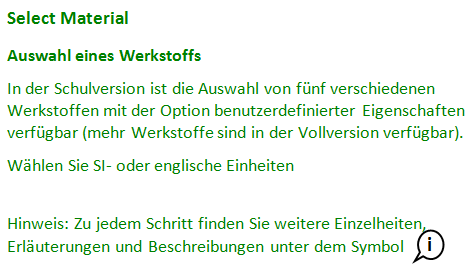 Select Material
Auswahl eines Werkstoffs
In der Schulversion ist die Auswahl von fünf verschiedenen
Werkstoffen mit der Option benutzerdefinierter Eigenschaften
verfügbar (mehr Werkstoffe sind in der Vollversion verfügbar).
Wählen Sie SI- oder englische Einheiten
Hinweis: Zu jedem Schritt finden Sie weitere Einzelheiten,
Erläuterungen und Beschreibungen unter dem Symbol i